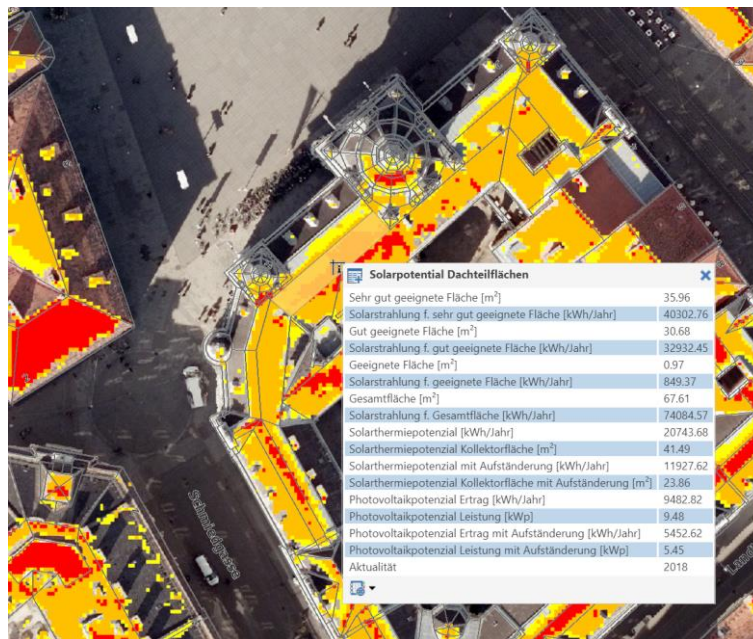 Solarpotential Dachteilflächen
Sehr gut geeignete Fläche [m²] 35.96
Solarstrahlung f. sehr gut geeignete Fläche [kWh/Jahr] 40302.76
Gut geeignete Fläche [m²] 30.68
Solarstrahlung f. gut geeignete Fläche [kWh/Jahr] 32932.45
Geeignete Fläche [m²] 0.97
Solarstrahlung f. geeignete Fläche [kWh/Jahr] 849.37
Gesamtfläche [m²] 67.61
Solarstrahlung f. Gesamtfläche [kWh/Jahr] 74084.57
Solarthermiepotenzial [kWh/Jahr] 20743.68
Solarthermiepotenzial Kollektorfläche [m²] 41.49
Solarthermiepotenzial mit Aufständerung [kWh/Jahr] 11927.62
Solarthermiepotenzial Kollektorfläche mit Aufständerung [m²] 23.86
Photovoltaikpotenzial Ertrag [kWh/Jahr] 9482.82
Photovoltaikpotenzial Leistung [kWp] 9.48
Photovoltaikpotenzial Ertrag mit Aufständerung [kWh/Jahr] 5452.62
Photovoltaikpotenzial Leistung mit Aufständerung [kWp] 5.45
Aktualität 2018
Schmiedgasse